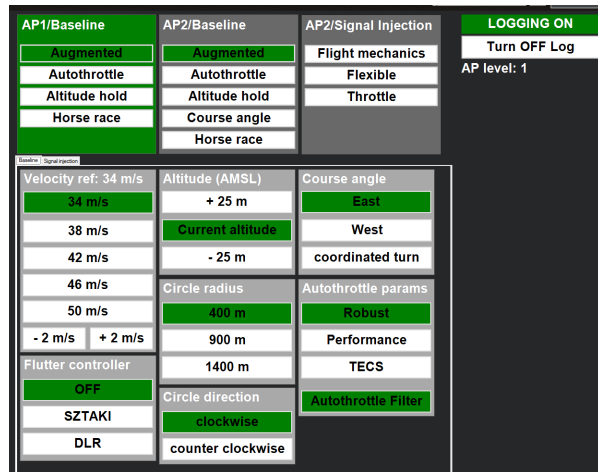 AP1/Baseline
Augmented
Autothrottle
Altitude hold
Horse race
AP2/Baseline
Augmented
Autothrottle
Altitude hold
Course angle
Horse race
AP2/Signal Injection
Flight mechanics
Flexible
Throttle
LOGGING ON
Turn OFF Log
AP level: 1
Baseline Signal injection
Velocity ref: 34 m/s
34 m/s
38 m/s
42 m/s
46 m/s
50 m/s
- 2 m/s + 2 m/s
Flutter controller
OFF
SZTAKI
DLR
Altitude (AMSL)
+ 25 m
Current altitude
- 25 m
Circle radius
400 m
900 m
1400 m
Circle direction
clockwise
counter clockwise
Course angle
East
West
coordinated turn
Autothrottle params
Robust
Performance
TECS
Autothrottle Filter